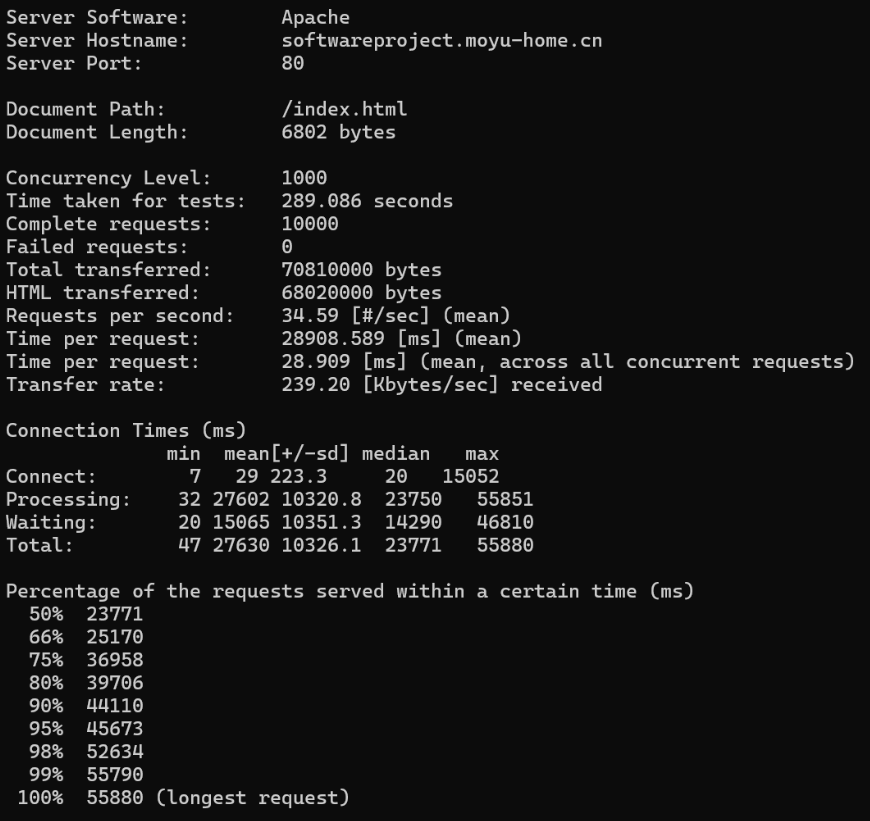 Server Software:        Apache
Server Hostname:        softwareproject.moyu-home.cn
Server Port:            80

Document Path:          /index.html
Document Length:        6802 bytes

Concurrency Level:      1000
Time taken for tests:   289.086 seconds
Complete requests:      10000
Failed requests:        0
Total transferred:      70810000 bytes
HTML transferred:       68020000 bytes
Requests per second:    34.59 [#/sec] (mean)
Time per request:       28908.589 [ms] (mean)
Time per request:       28.909 [ms] (mean, across all concurrent requests)
Transfer rate:          239.20 [Kbytes/sec] received

Connection Times (ms)
              min  mean[+/-sd] median   max
Connect:        7   29 223.3     20   15052
Processing:    32 27602 10320.8  23750   55851
Waiting:       20 15065 10351.3  14290   46810
Total:         47 27630 10326.1  23771   55880

Percentage of the requests served within a certain time (ms)
  50%  23771
  66%  25170
  75%  36958
  80%  39706
  90%  44110
  95%  45673
  98%  52634
  99%  55790
 100%  55880 (longest request)